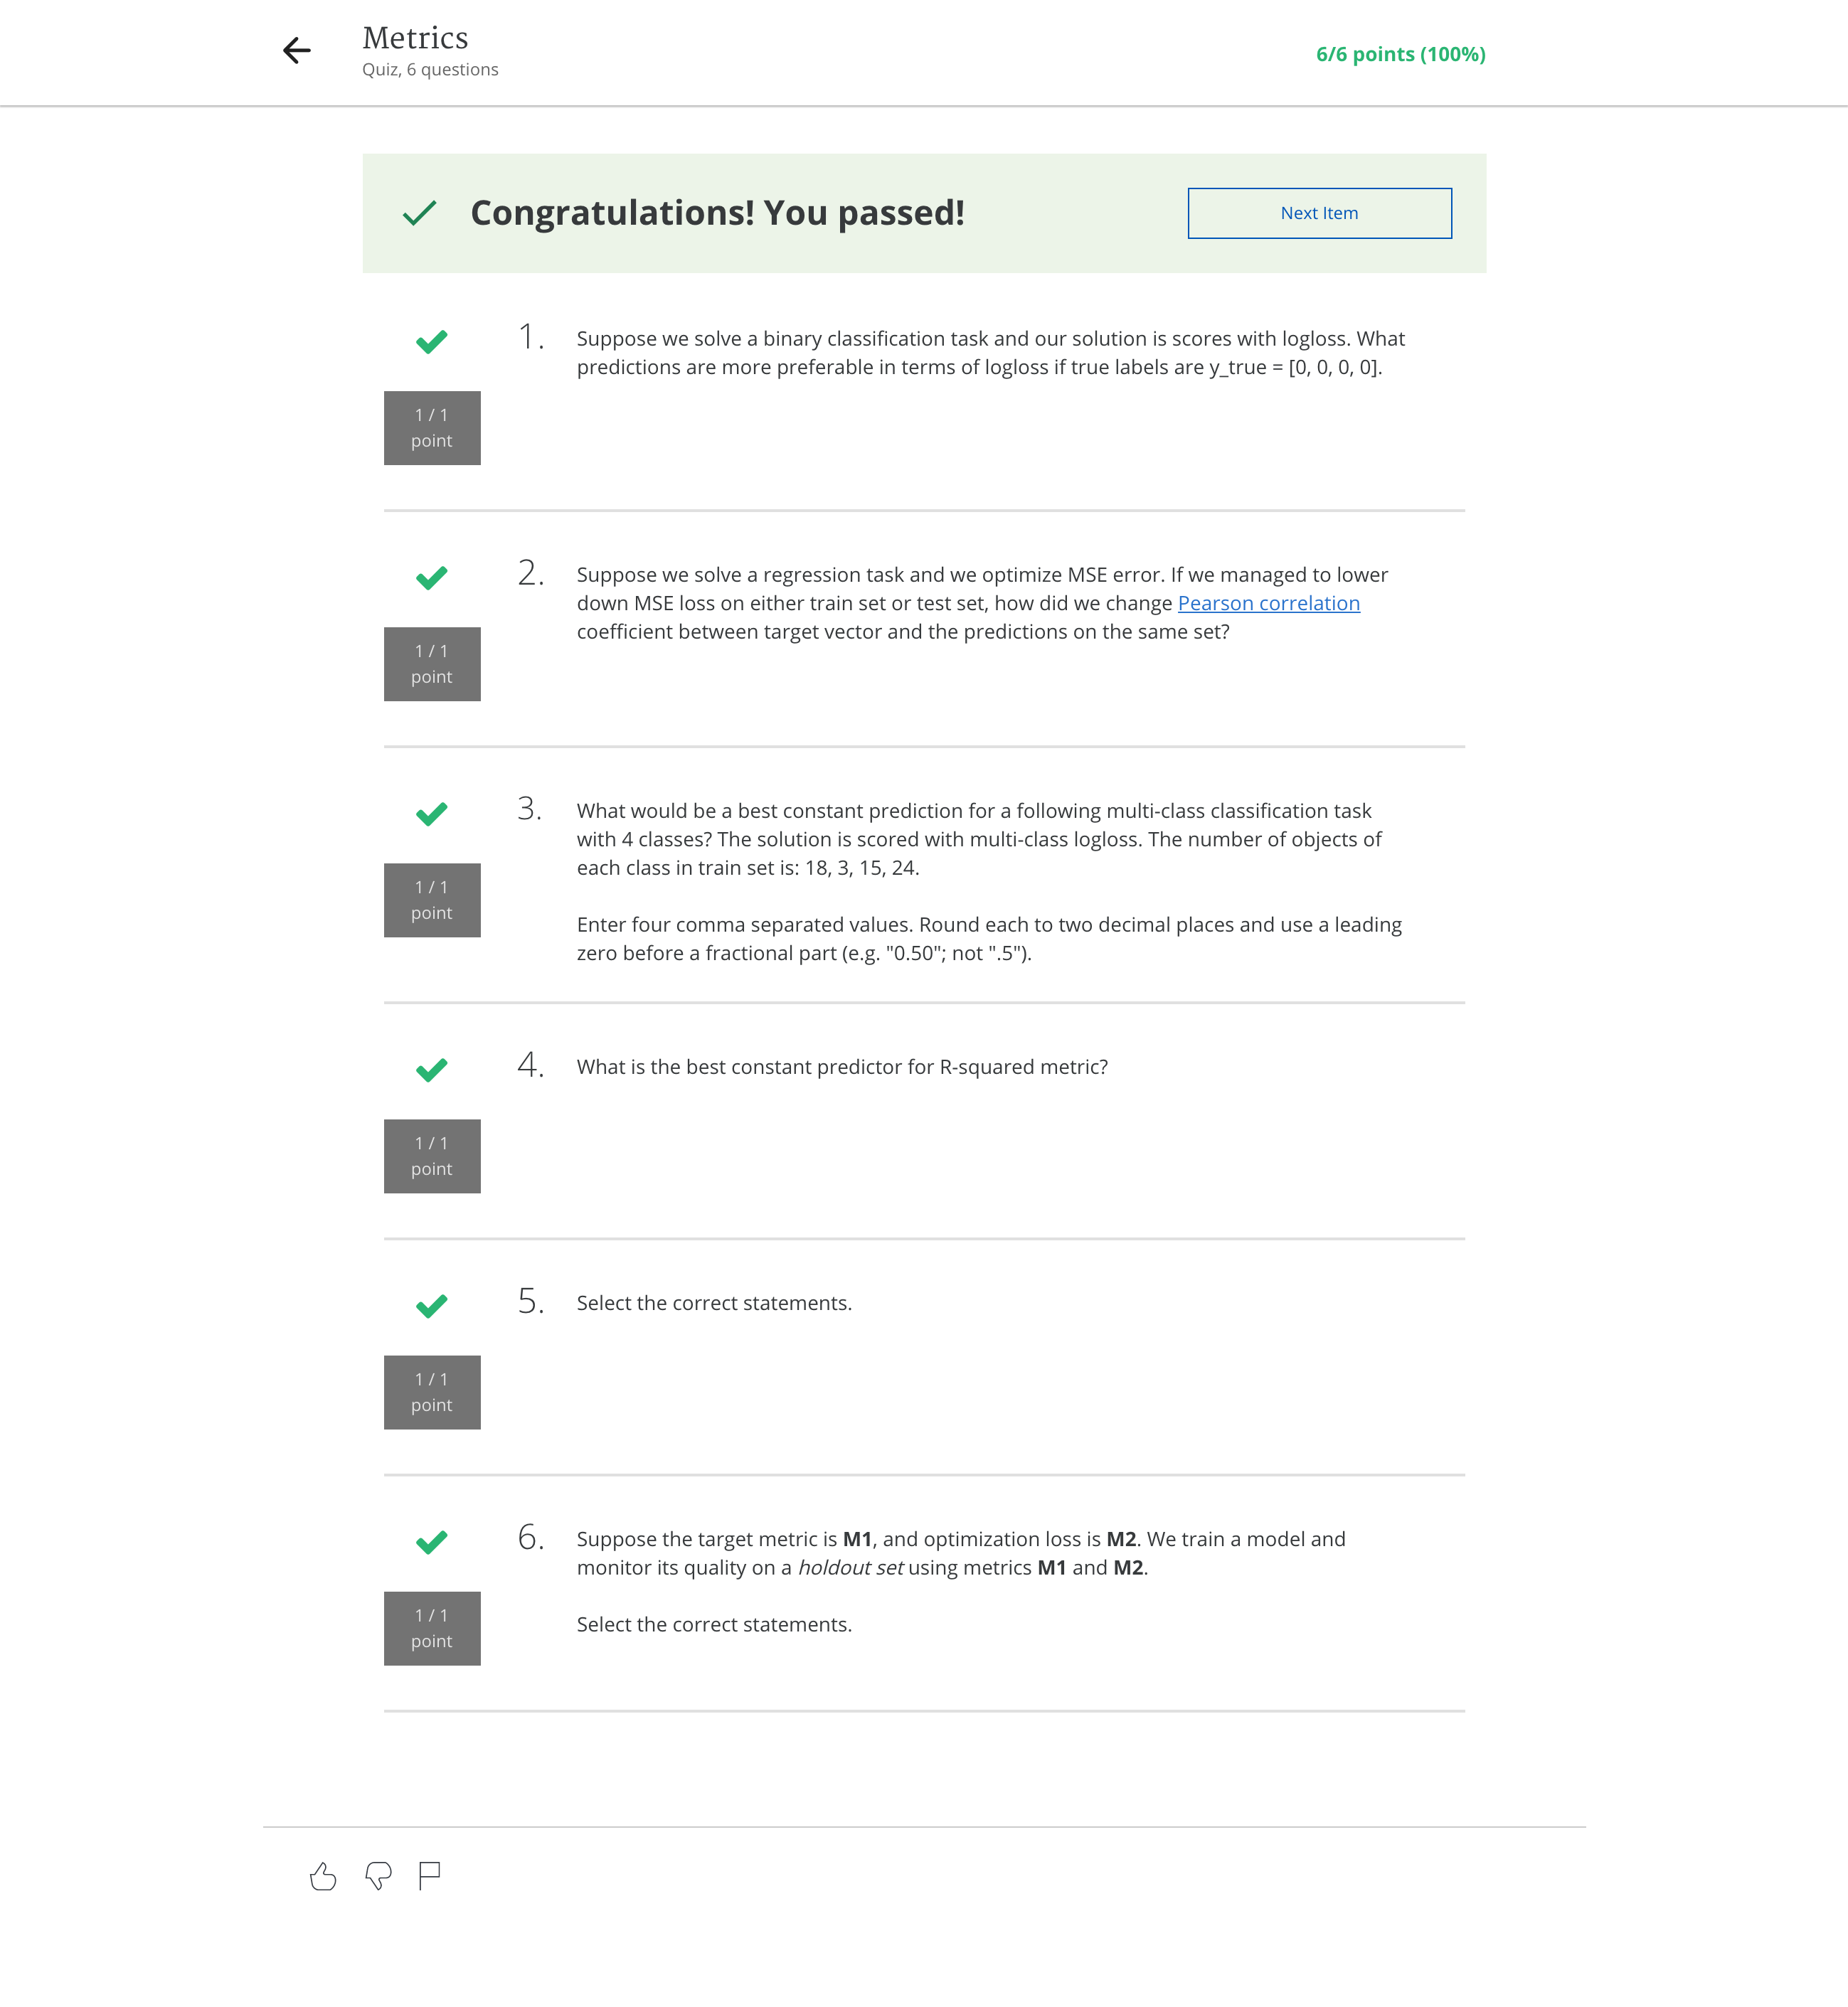 Metrics
Quiz, 6 questions
6/6 points (100%)
Congratulations! You passed!
Next Item
1.
Suppose we solve a binary classification task and our solution is scores with logloss. What
predictions are more preferable in terms of logloss if true labels are y_true = [0, 0, 0, 0].
1 / 1
point
2.
Suppose we solve a regression task and we optimize MSE error. If we managed to lower
down MSE loss on either train set or test set, how did we change Pearson correlation
coefficient between target vector and the predictions on the same set?
1 / 1
point
3.
What would be a best constant prediction for a following multi-class classification task
with 4 classes? The solution is scored with multi-class logloss. The number of objects of
each class in train set is: 18, 3, 15, 24.
Enter four comma separated values. Round each to two decimal places and use a leading
zero before a fractional part (e.g. "0.50"; not ".5").
1 / 1
point
4.
What is the best constant predictor for R-squared metric?
1 / 1
point
5.
Select the correct statements.
1 / 1
point
6.
Suppose the target metric is M1, and optimization loss is M2. We train a model and
monitor its quality on a holdout set using metrics M1 and M2.
Select the correct statements.
1 / 1
point